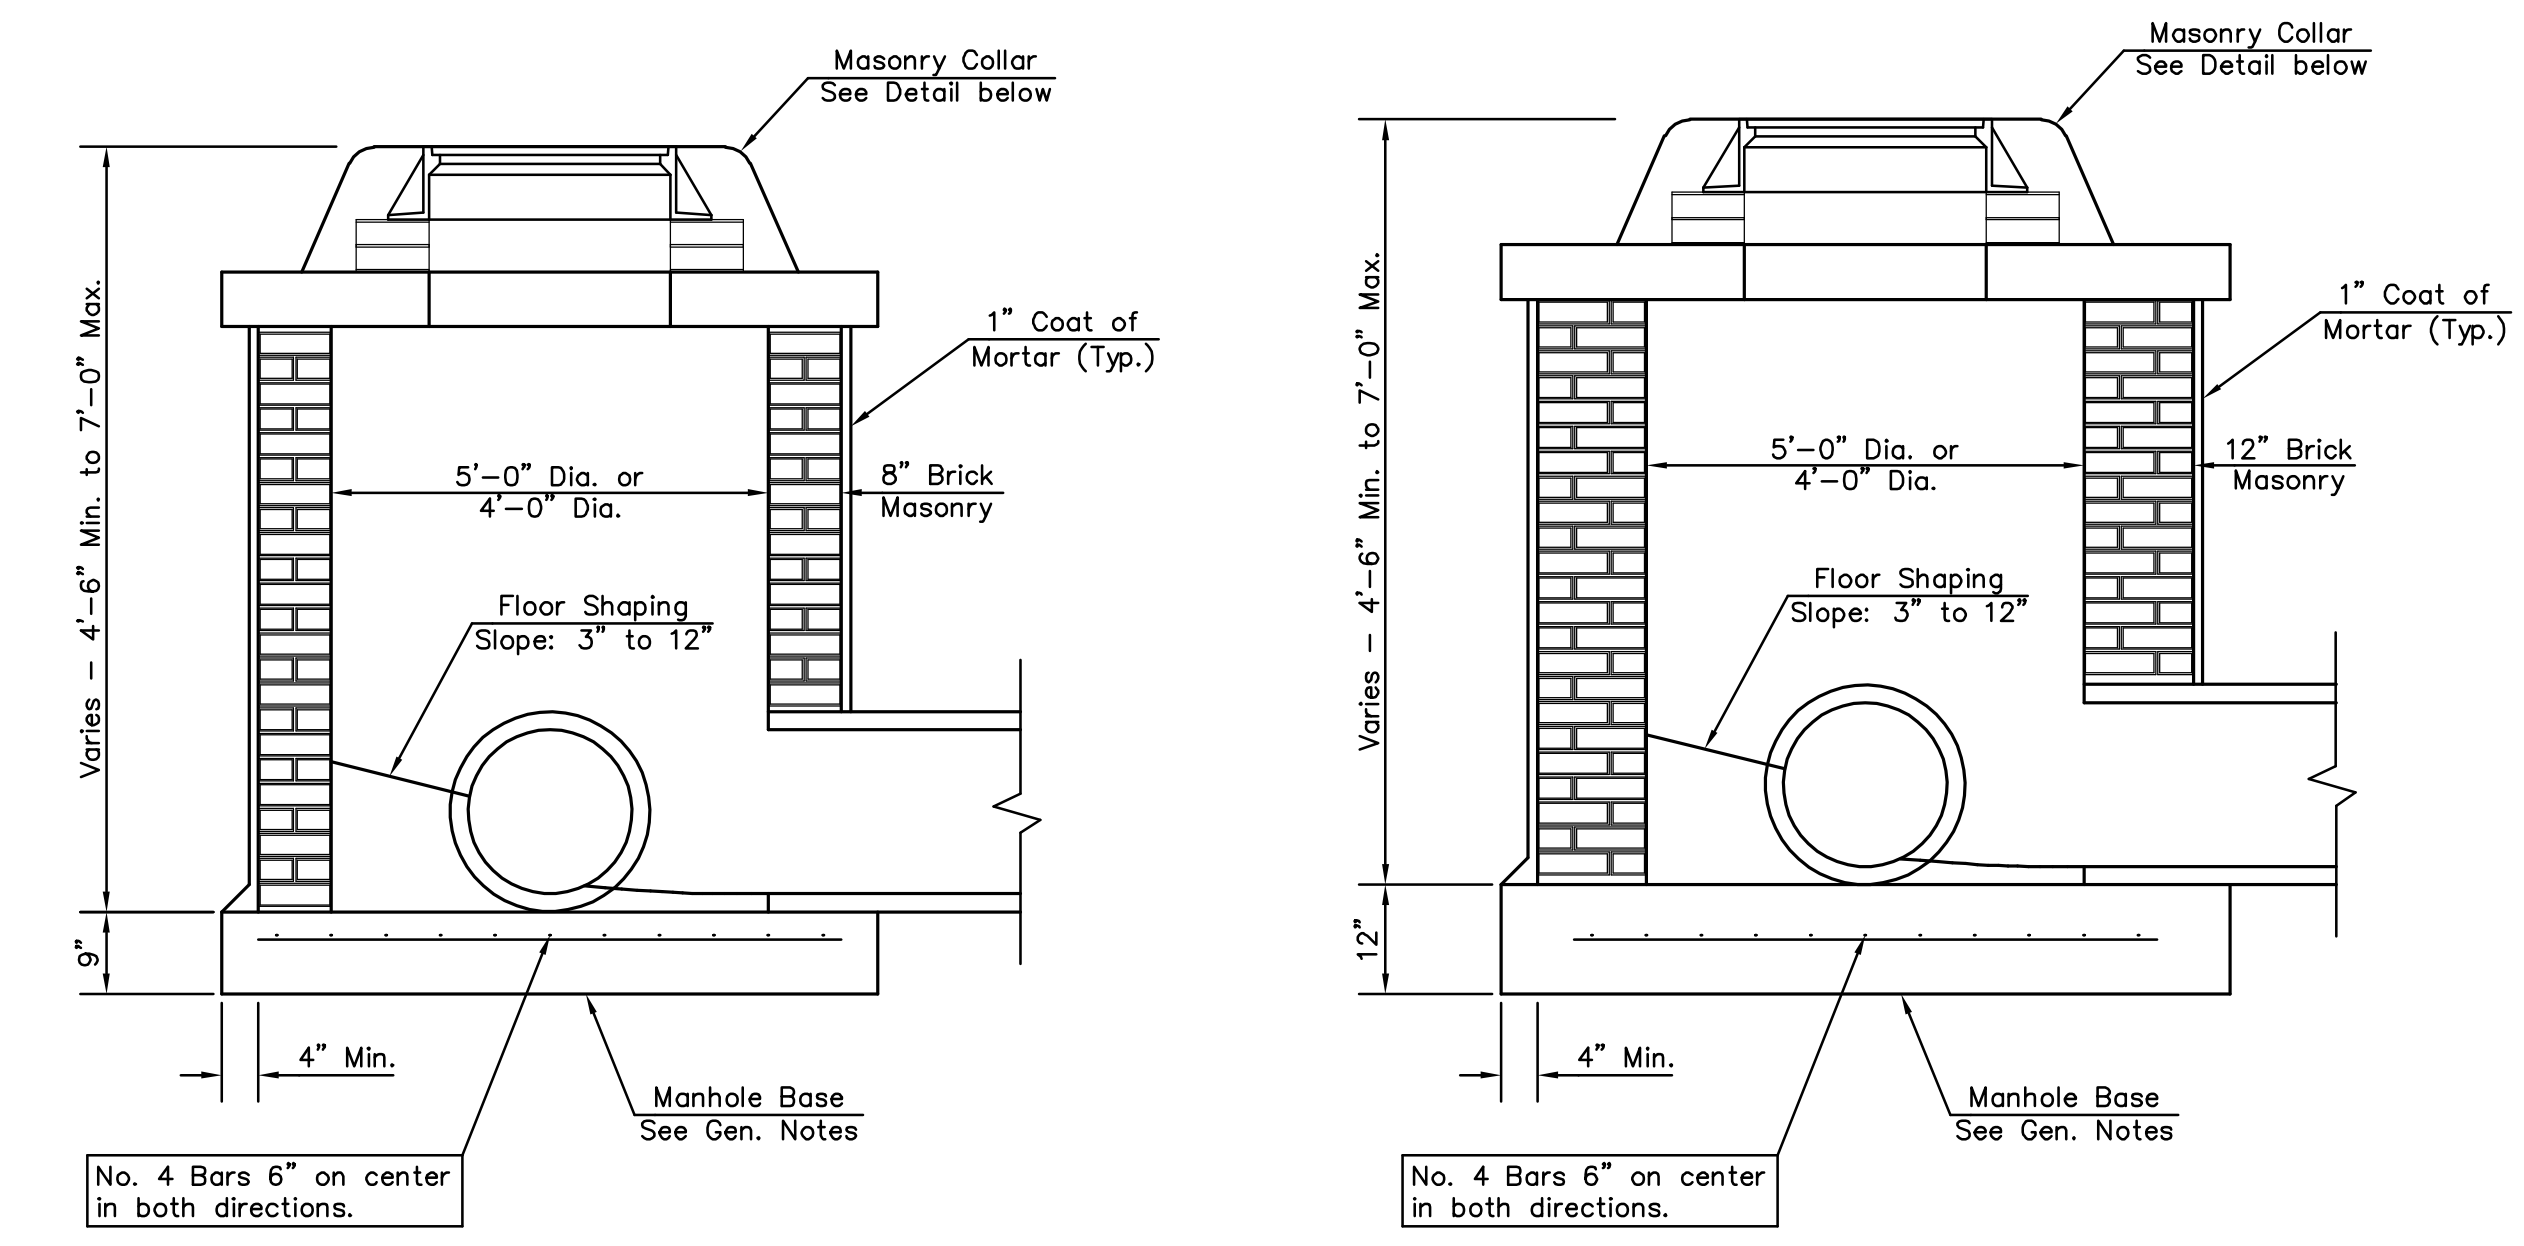 Masonry Collar
See Detail below
Varies – 4'–6" Min. to 7'–0" Max.
1" Coat of
Mortar (Typ.)
5'–0" Dia. or
4'–0" Dia.
8" Brick
Masonry
Floor Shaping
Slope: 3" to 12"
9"
4" Min.
Manhole Base
See Gen. Notes
No. 4 Bars 6" on center
in both directions.
Masonry Collar
See Detail below
Varies – 4'–6" Min. to 7'–0" Max.
1" Coat of
Mortar (Typ.)
5'–0" Dia. or
4'–0" Dia.
12" Brick
Masonry
Floor Shaping
Slope: 3" to 12"
12"
4" Min.
Manhole Base
See Gen. Notes
No. 4 Bars 6" on center
in both directions.